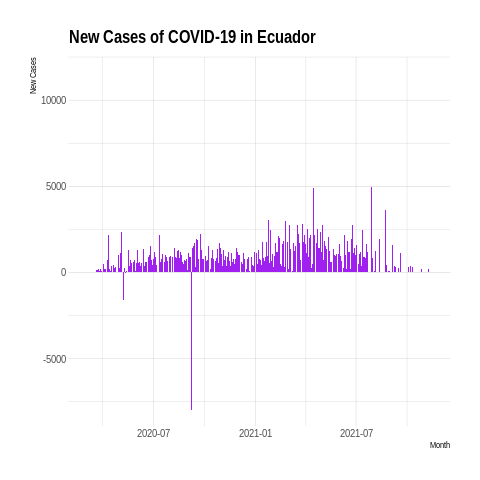 New Cases of COVID-19 in Ecuador
New Cases
10000
5000
0
-5000
2020-07
2021-01
2021-07
Month